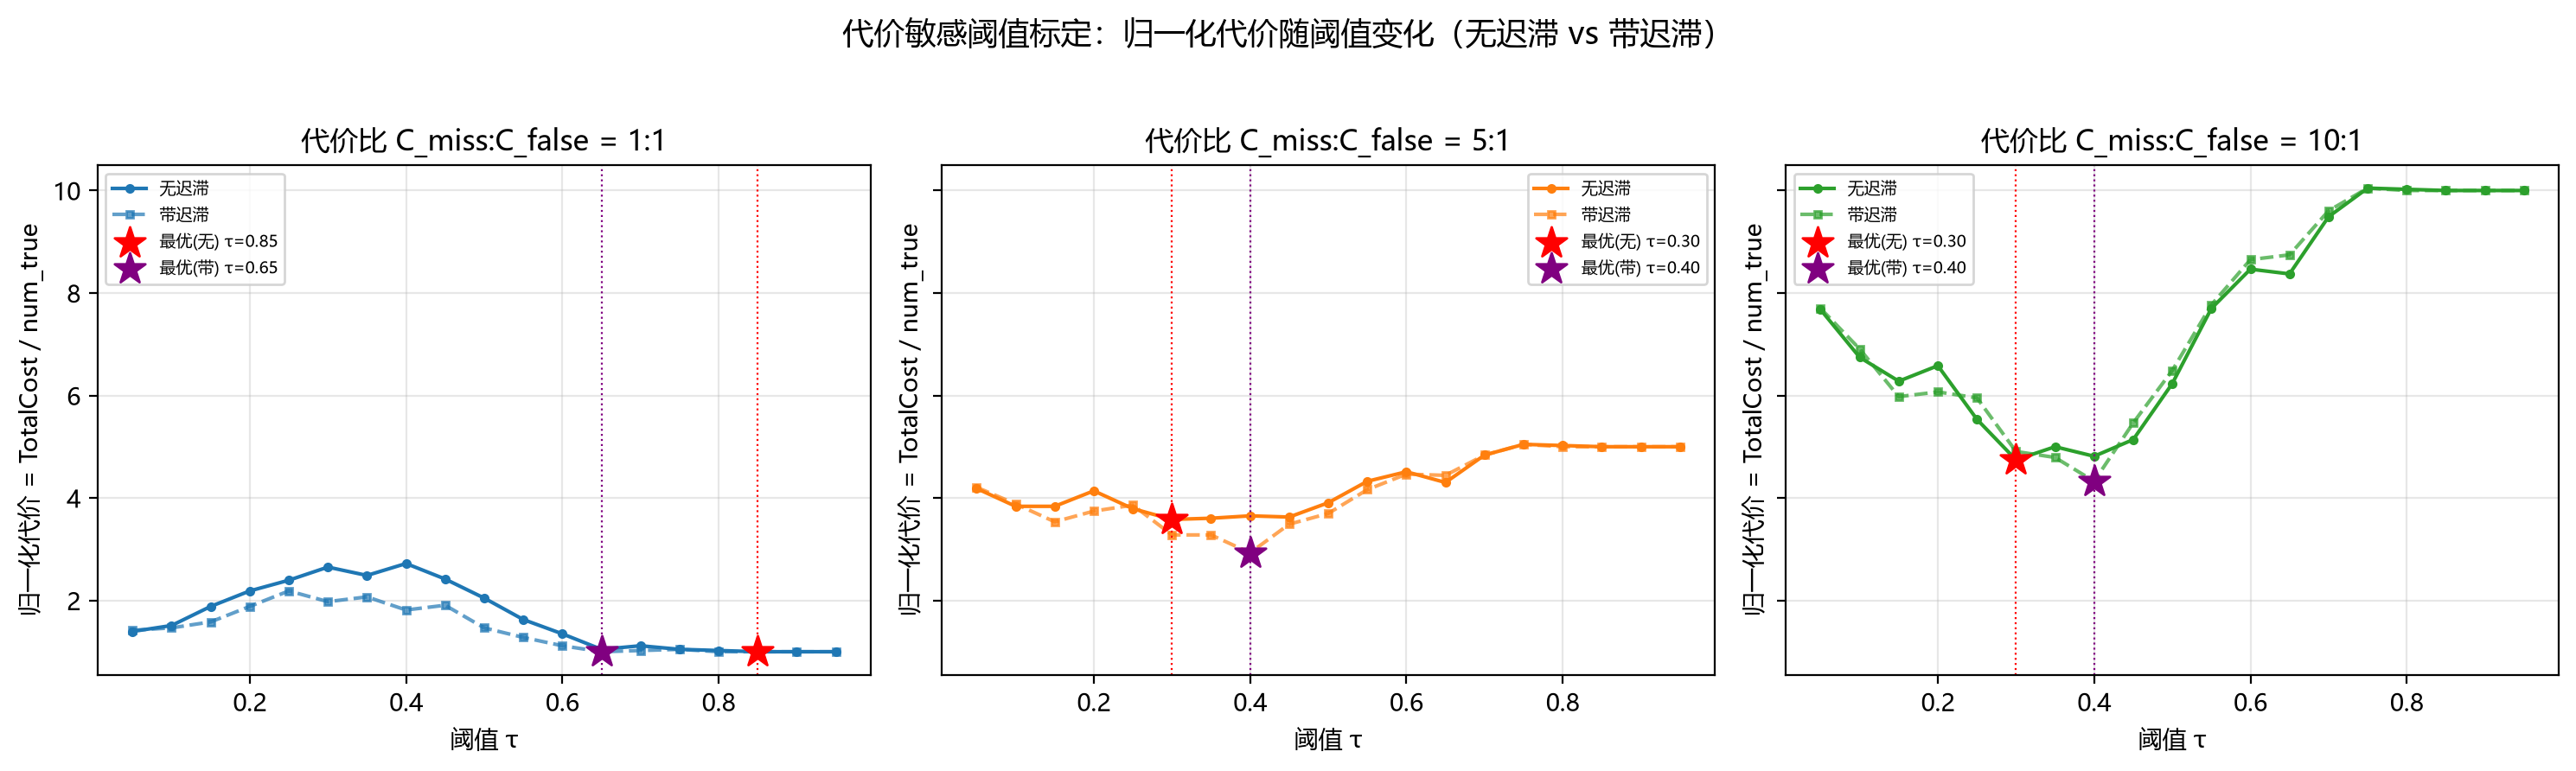 代价敏感阈值标定：归一化代价随阈值变化（无迟滞 vs 带迟滞）
代价比 C_miss:C_false = 1:1
归一化代价 = TotalCost / num_true
10
8
6
4
2
无迟滞
带迟滞
最优(无) τ=0.85
最优(带) τ=0.65
0.2 0.4 0.6 0.8
阈值 τ
代价比 C_miss:C_false = 5:1
归一化代价 = TotalCost / num_true
无迟滞
带迟滞
最优(无) τ=0.30
最优(带) τ=0.40
0.2 0.4 0.6 0.8
阈值 τ
代价比 C_miss:C_false = 10:1
归一化代价 = TotalCost / num_true
无迟滞
带迟滞
最优(无) τ=0.30
最优(带) τ=0.40
0.2 0.4 0.6 0.8
阈值 τ